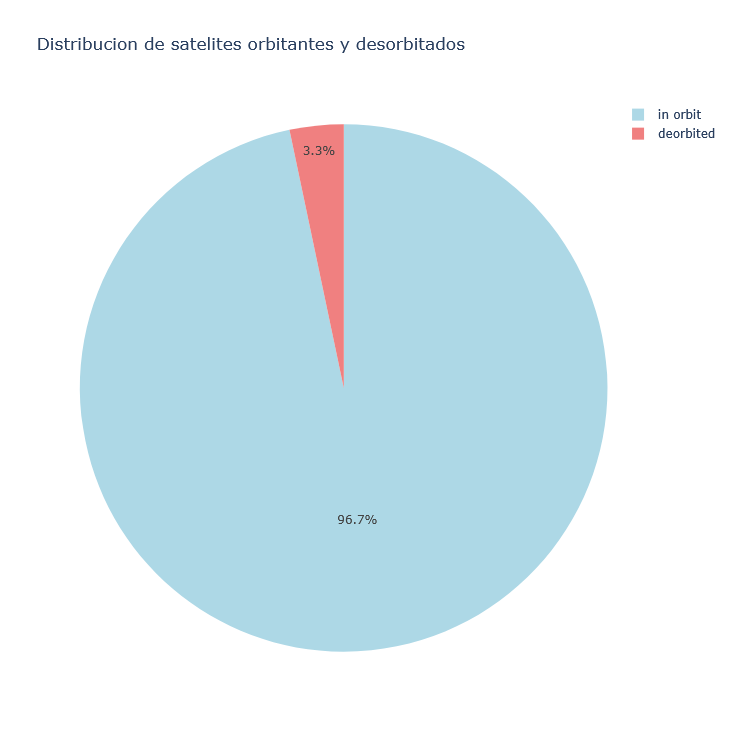 Distribucion de satelites orbitantes y desorbitados
in orbit
deorbited
3.3%
96.7%